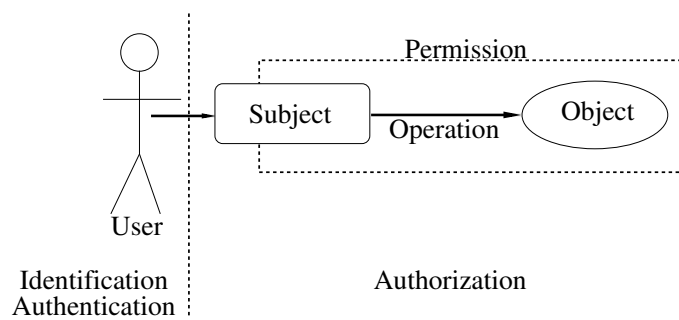 Permission
Subject
Operation
Object
User
Identification
Authentication
Authorization